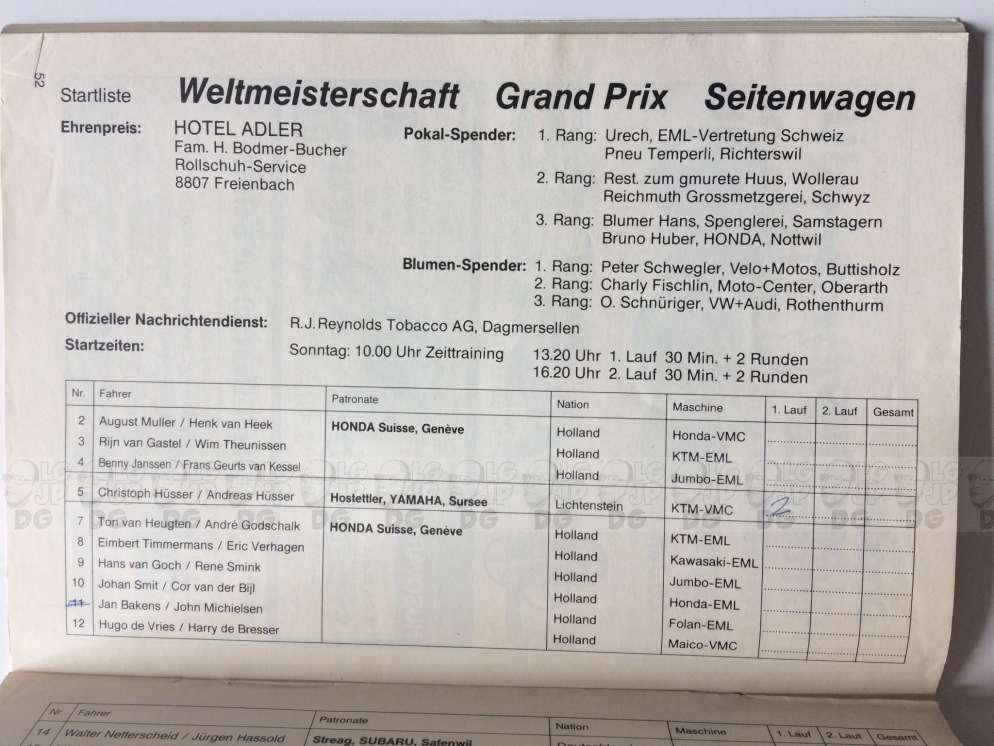 52
Startliste Weltmeisterschaft Grand Prix Seitenwagen
Ehrenpreis: HOTEL ADLER
Fam. H. Bodmer-Bucher
Rollschuh-Service
8807 Freienbach
Pokal-Spender: 1. Rang: Urech, EML-Vertretung Schweiz
Pneu Temperli, Richterswil
2. Rang: Rest. zum gmurete Huus, Wollerau
Reichmuth Grossmetzgerei, Schwyz
3. Rang: Blumer Hans, Spenglerei, Samstagern
Bruno Huber, HONDA, Nottwil
Blumen-Spender: 1. Rang: Peter Schwegler, Velo+Motos, Buttisholz
2. Rang: Charly Fischlin, Moto-Center, Oberarth
3. Rang: O. Schnüriger, VW+Audi, Rothenthurm
Offizieller Nachrichtendienst: R.J. Reynolds Tobacco AG, Dagmersellen
Startzeiten: Sonntag: 10.00 Uhr Zeittraining 13.20 Uhr 1. Lauf 30 Min. + 2 Runden
16.20 Uhr 2. Lauf 30 Min. + 2 Runden
Nr. Fahrer Patronate Nation Maschine 1. Lauf 2. Lauf Gesamt
2 August Muller / Henk van Heek HONDA Suisse, Genève Holland Honda-VMC
3 Rijn van Gastel / Wim Theunissen Holland KTM-EML
4 Benny Janssen / Frans Geurts van Kessel Holland Jumbo-EML
5 Christoph Hüsser / Andreas Hüsser Hostettler, YAMAHA, Sursee Lichtenstein KTM-VMC 2
7 Ton van Heugten / André Godschalk HONDA Suisse, Genève Holland KTM-EML
8 Eimbert Timmermans / Eric Verhagen Holland Kawasaki-EML
9 Hans van Goch / Rene Smink Holland Jumbo-EML
10 Johan Smit / Cor van der Bijl Holland Honda-EML
11 Jan Bakens / John Michielsen Holland Folan-EML
12 Hugo de Vries / Harry de Bresser Holland Maico-VMC
Nr. Fahrer Patronate Nation Maschine 1. Lauf 2. Lauf Gesamt
14 Walter Netterscheid / Jürgen Hassold Streag, SUBARU, Safenwil